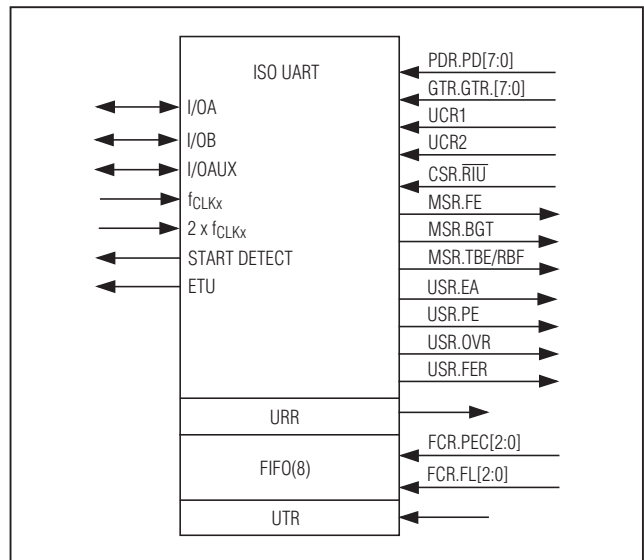 ISO UART
I/OA
I/OB
I/OAUX
fCLKx
2 x fCLKx
START DETECT
ETU
PDR.PD[7:0]
GTR.GTR.[7:0]
UCR1
UCR2
CSR.R̅I̅U̅
MSR.FE
MSR.BGT
MSR.TBE/RBF
USR.EA
USR.PE
USR.OVR
USR.FER
URR
FIFO(8)
FCR.PEC[2:0]
FCR.FL[2:0]
UTR